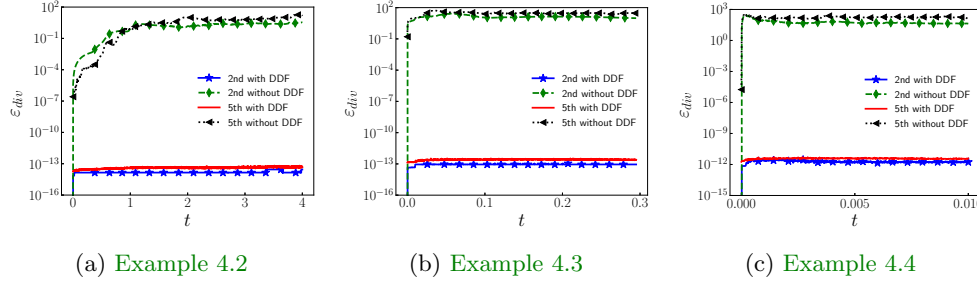 10^2
10^-1
10^-4
10^-7
10^-10
10^-13
10^-16
ε_div
2nd with DDF
2nd without DDF
5th with DDF
5th without DDF
0 1 2 3 4
t
(a) Example 4.2
10^2
10^-1
10^-4
10^-7
10^-10
10^-13
10^-16
ε_div
2nd with DDF
2nd without DDF
5th with DDF
5th without DDF
0.0 0.1 0.2 0.3
t
(b) Example 4.3
10^3
10^0
10^-3
10^-6
10^-9
10^-12
10^-15
ε_div
2nd with DDF
2nd without DDF
5th with DDF
5th without DDF
0.000 0.005 0.010
t
(c) Example 4.4